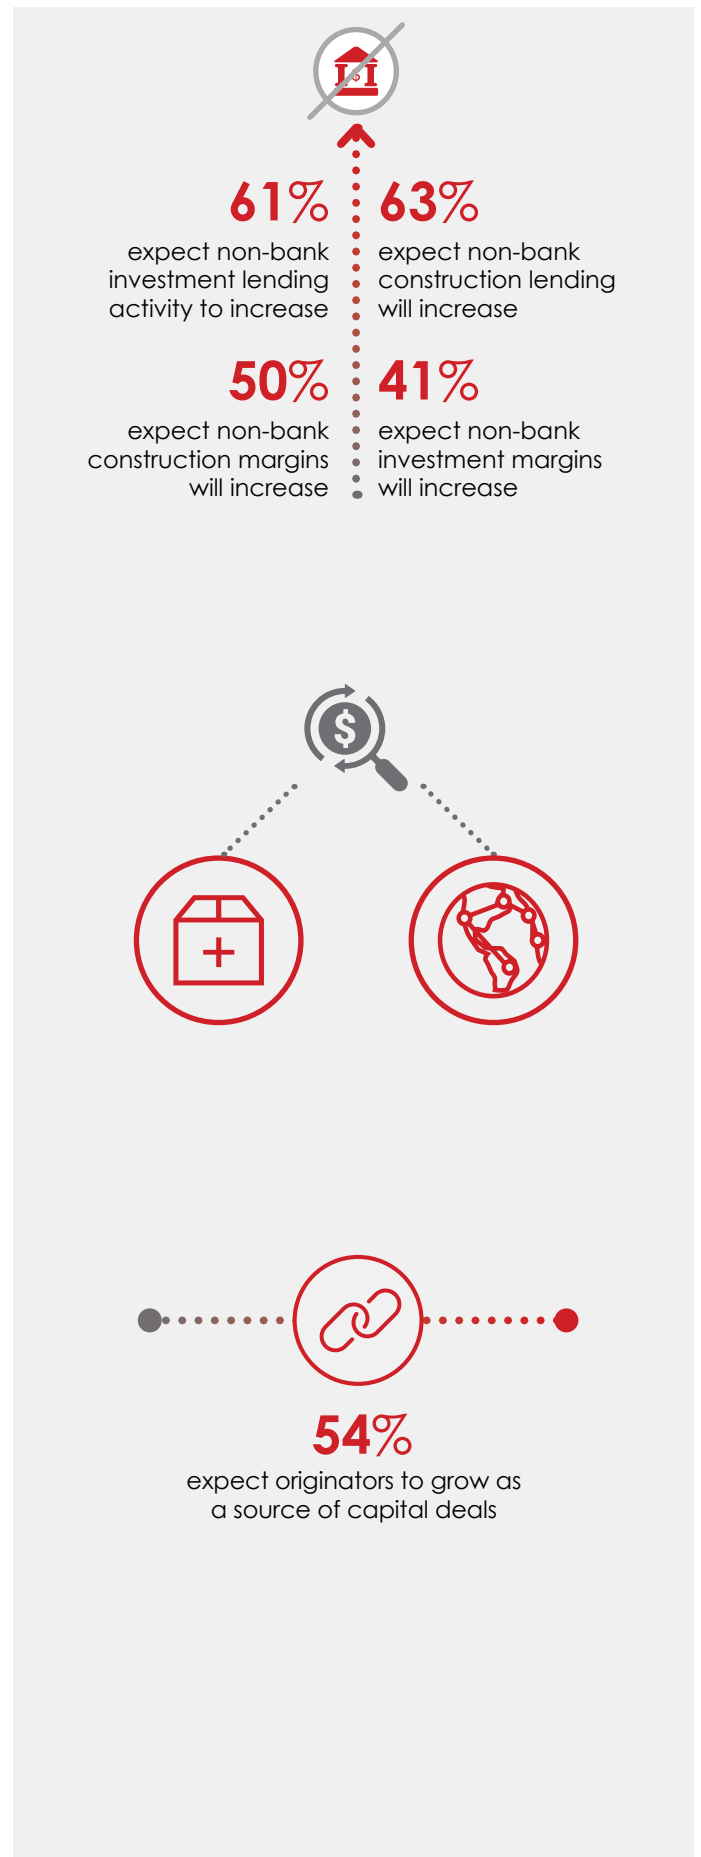 61%
expect non-bank
investment lending
activity to increase
63%
expect non-bank
construction lending
will increase
50%
expect non-bank
construction margins
will increase
41%
expect non-bank
investment margins
will increase
$
$
54%
expect originators to grow as
a source of capital deals